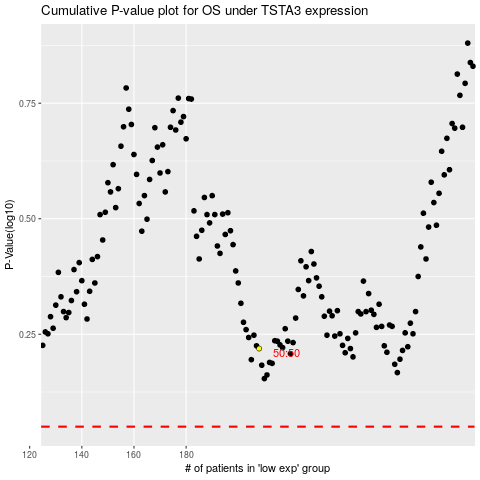 Cumulative P-value plot for OS under TSTA3 expression
P-Value(log10)
0.75
0.50
0.25
50:50
120 140 160 180
# of patients in 'low exp' group